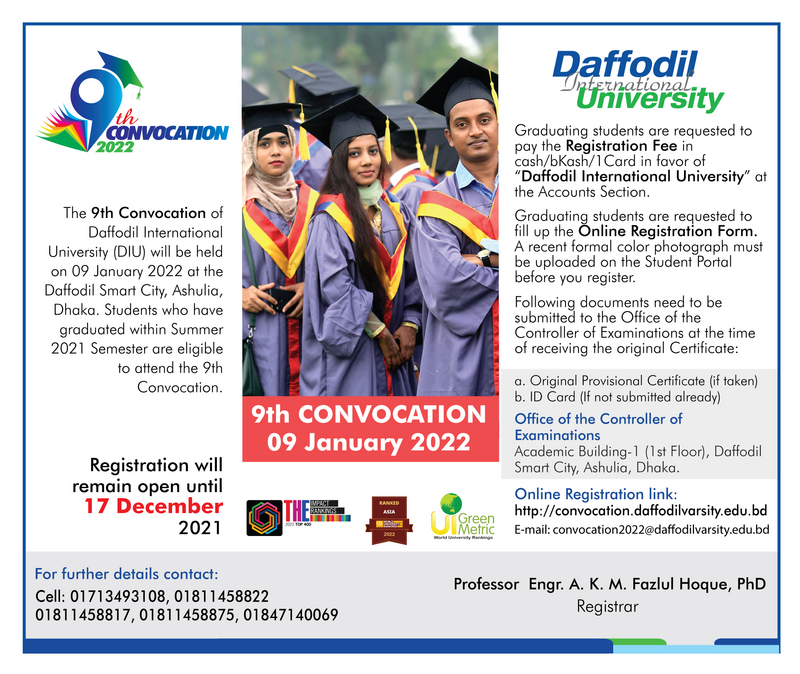 9th
CONVOCATION
2022
The 9th Convocation of
Daffodil International
University (DIU) will be held
on 09 January 2022 at the
Daffodil Smart City, Ashulia,
Dhaka. Students who have
graduated within Summer
2021 Semester are eligible
to attend the 9th
Convocation.
Registration will
remain open until
17 December
2021
9th CONVOCATION
09 January 2022
THE IMPACT
RANKINGS
2021 TOP 400
RANKED
ASIA
2022
UI Green
Metric
World University Rankings
Daffodil
International
University
Graduating students are requested to
pay the Registration Fee in
cash/bKash/1Card in favor of
“Daffodil International University” at
the Accounts Section.
Graduating students are requested to
fill up the Online Registration Form.
A recent formal color photograph must
be uploaded on the Student Portal
before you register.
Following documents need to be
submitted to the Office of the
Controller of Examinations at the time
of receiving the original Certificate:
a. Original Provisional Certificate (if taken)
b. ID Card (If not submitted already)
Office of the Controller of
Examinations
Academic Building-1 (1st Floor), Daffodil
Smart City, Ashulia, Dhaka.
Online Registration link:
http://convocation.daffodilvarsity.edu.bd
E-mail: convocation2022@daffodilvarsity.edu.bd
For further details contact:
Cell: 01713493108, 01811458822
01811458817, 01811458875, 01847140069
Professor Engr. A. K. M. Fazlul Hoque, PhD
Registrar